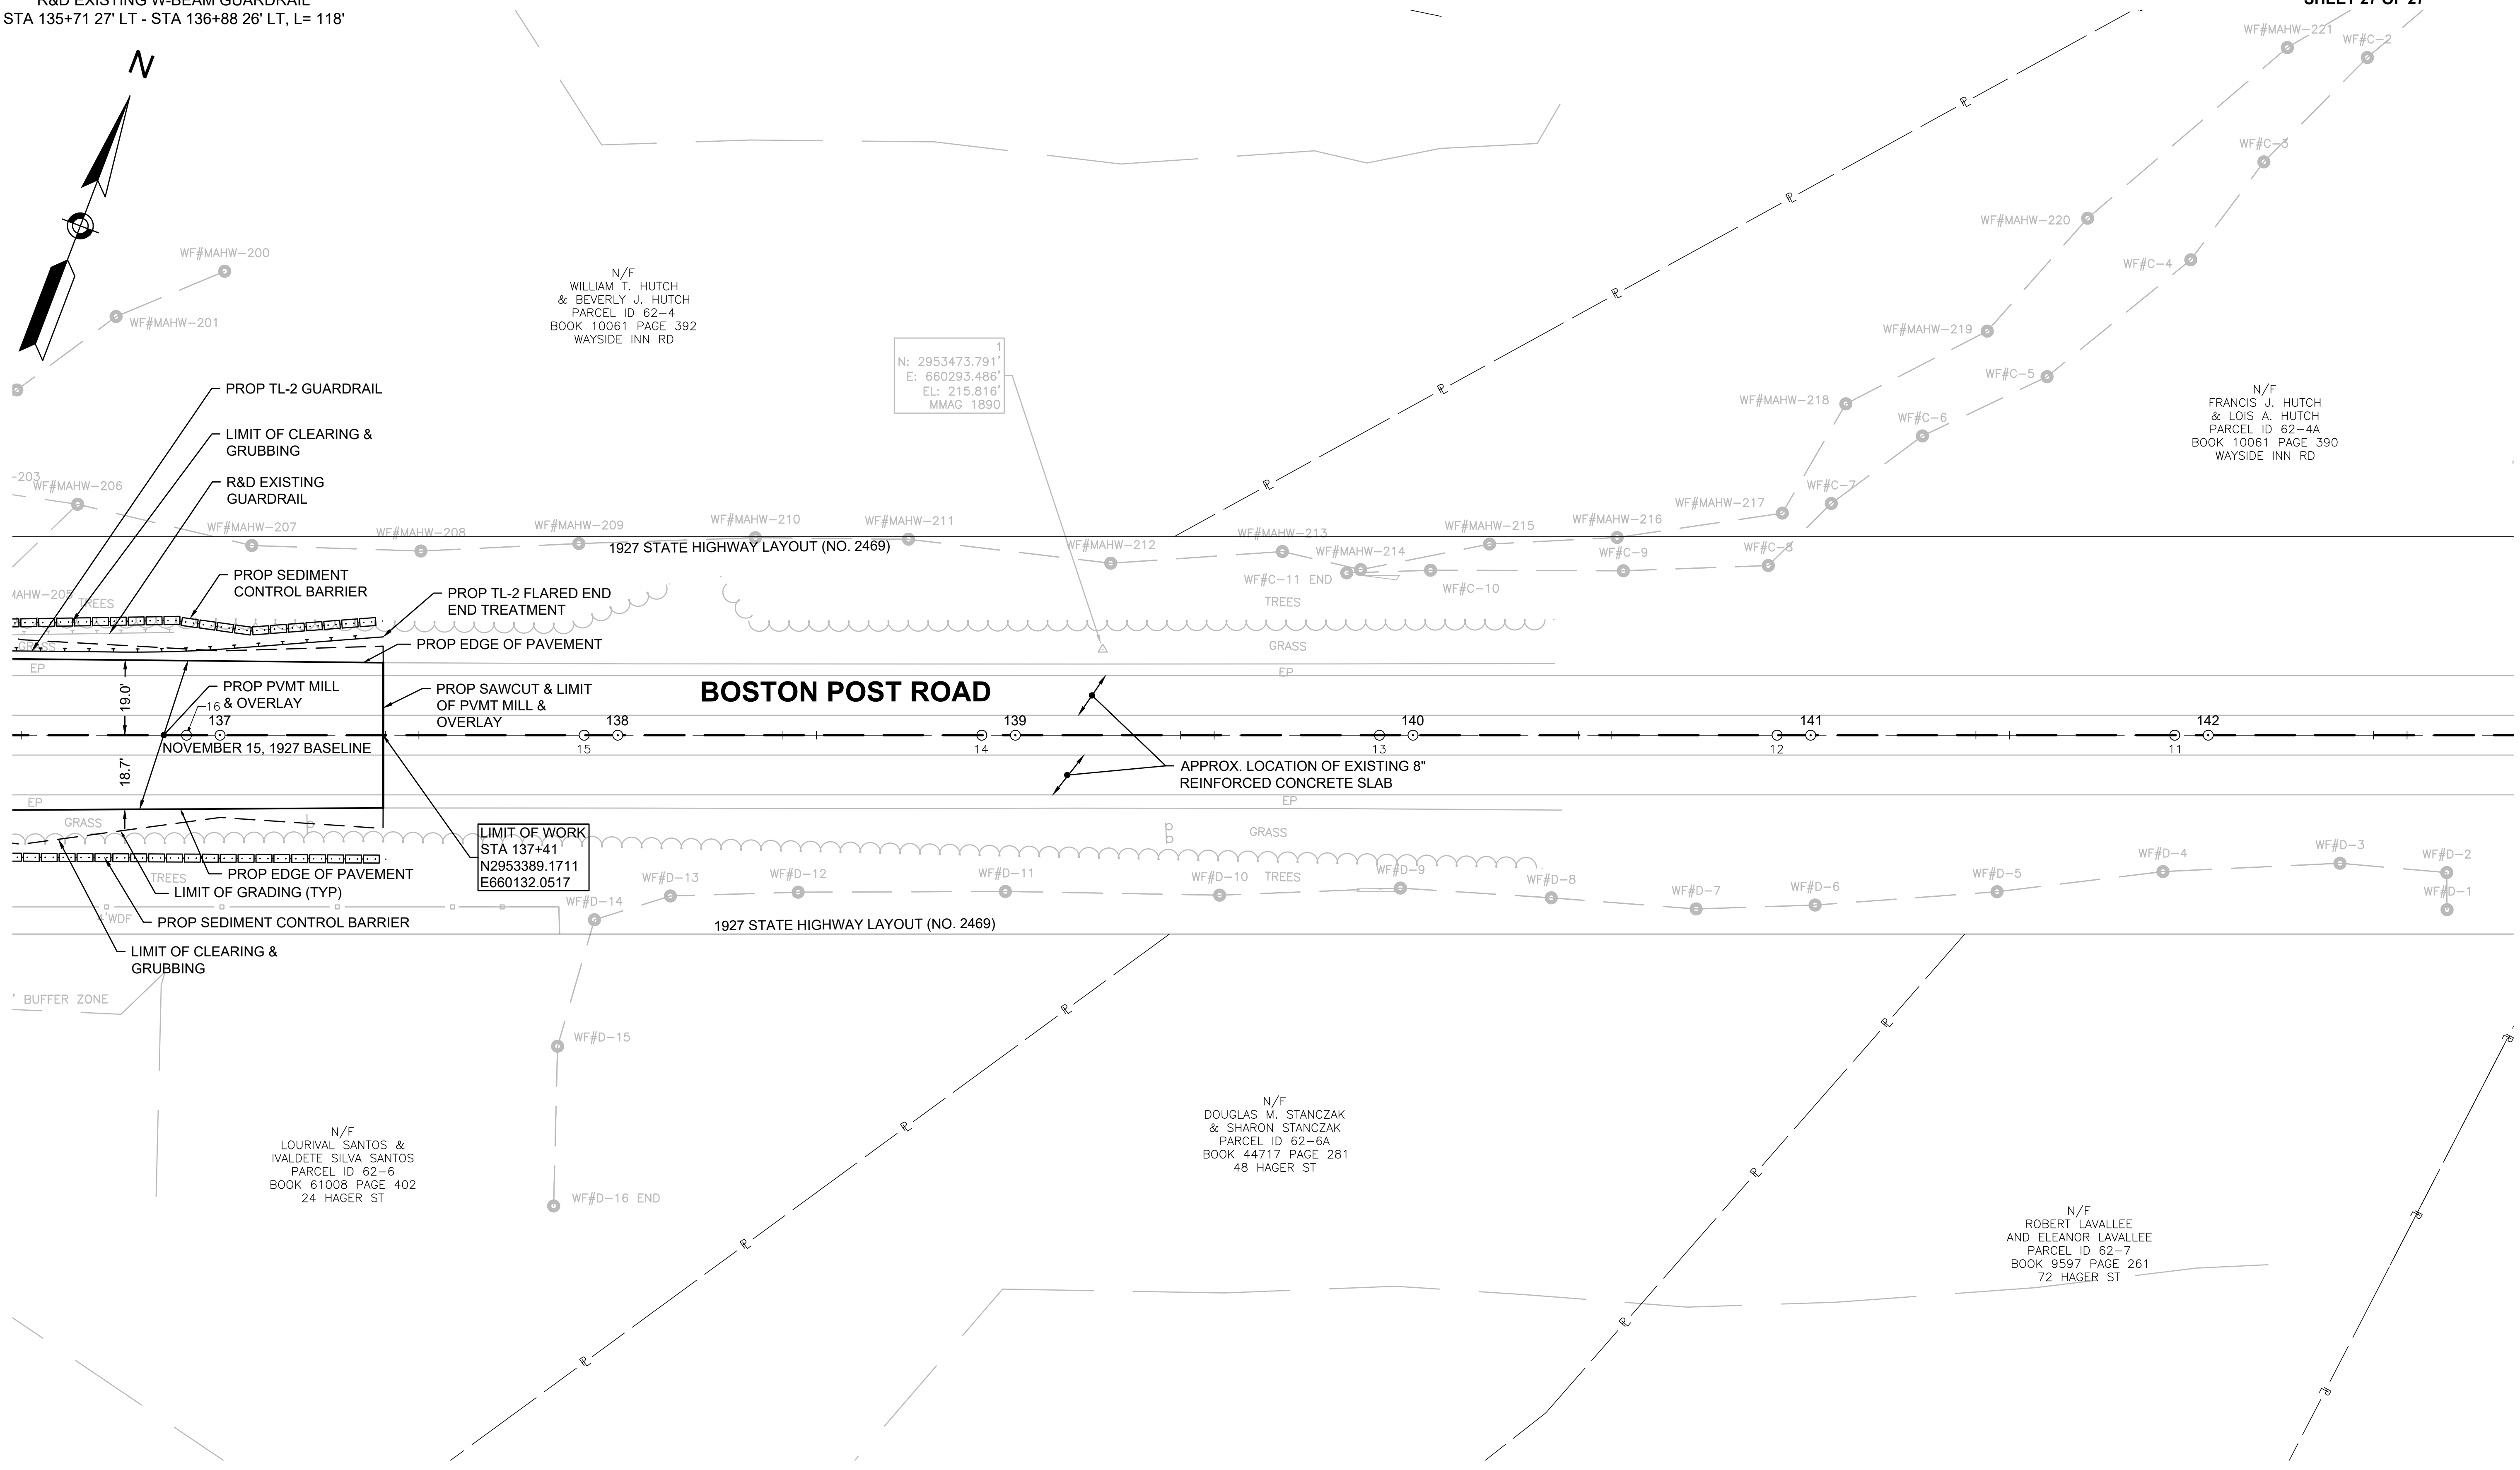 R&D EXISTING W-BEAM GUARDRAIL
STA 135+71 27' LT - STA 136+88 26' LT, L= 118'
SHEET 27 OF 27
N
WF#MAHW-221
WF#C-2
WF#C-3
WF#MAHW-220
WF#C-4
WF#MAHW-219
WF#C-5
WF#MAHW-218
WF#C-6
WF#C-7
WF#MAHW-217
WF#MAHW-200
WF#MAHW-201
N/F
WILLIAM T. HUTCH
& BEVERLY J. HUTCH
PARCEL ID 62-4
BOOK 10061 PAGE 392
WAYSIDE INN RD
1
N: 2953473.791'
E: 660293.486'
EL: 215.816'
MMAG 1890
N/F
FRANCIS J. HUTCH
& LOIS A. HUTCH
PARCEL ID 62-4A
BOOK 10061 PAGE 390
WAYSIDE INN RD
PROP TL-2 GUARDRAIL
LIMIT OF CLEARING &
GRUBBING
R&D EXISTING
GUARDRAIL
-203
WF#MAHW-206
WF#MAHW-207
WF#MAHW-208
WF#MAHW-209
WF#MAHW-210
WF#MAHW-211
WF#MAHW-212
WF#MAHW-213
WF#MAHW-214
WF#MAHW-215
WF#MAHW-216
WF#C-8
WF#C-9
WF#C-10
WF#C-11 END
1927 STATE HIGHWAY LAYOUT (NO. 2469)
PROP SEDIMENT
CONTROL BARRIER
MAHW-205
TREES
TREES
PROP TL-2 FLARED END
END TREATMENT
GRASS
GRASS
PROP EDGE OF PAVEMENT
EP
EP
19.0'
PROP PVMT MILL
& OVERLAY
16
PROP SAWCUT & LIMIT
OF PVMT MILL &
OVERLAY
BOSTON POST ROAD
137
138
139
140
141
142
NOVEMBER 15, 1927 BASELINE
15
14
13
12
11
18.7'
APPROX. LOCATION OF EXISTING 8"
REINFORCED CONCRETE SLAB
EP
EP
GRASS
GRASS
LIMIT OF WORK
STA 137+41
N2953389.1711
E660132.0517
PROP EDGE OF PAVEMENT
TREES
TREES
LIMIT OF GRADING (TYP)
4'WDF
PROP SEDIMENT CONTROL BARRIER
LIMIT OF CLEARING &
GRUBBING
WF#D-14
WF#D-13
WF#D-12
WF#D-11
WF#D-10
WF#D-9
WF#D-8
WF#D-7
WF#D-6
WF#D-5
WF#D-4
WF#D-3
WF#D-2
WF#D-1
1927 STATE HIGHWAY LAYOUT (NO. 2469)
' BUFFER ZONE
WF#D-15
WF#D-16 END
N/F
LOURIVAL SANTOS &
IVALDETE SILVA SANTOS
PARCEL ID 62-6
BOOK 61008 PAGE 402
24 HAGER ST
N/F
DOUGLAS M. STANCZAK
& SHARON STANCZAK
PARCEL ID 62-6A
BOOK 44717 PAGE 281
48 HAGER ST
N/F
ROBERT LAVALLEE
AND ELEANOR LAVALLEE
PARCEL ID 62-7
BOOK 9597 PAGE 261
72 HAGER ST